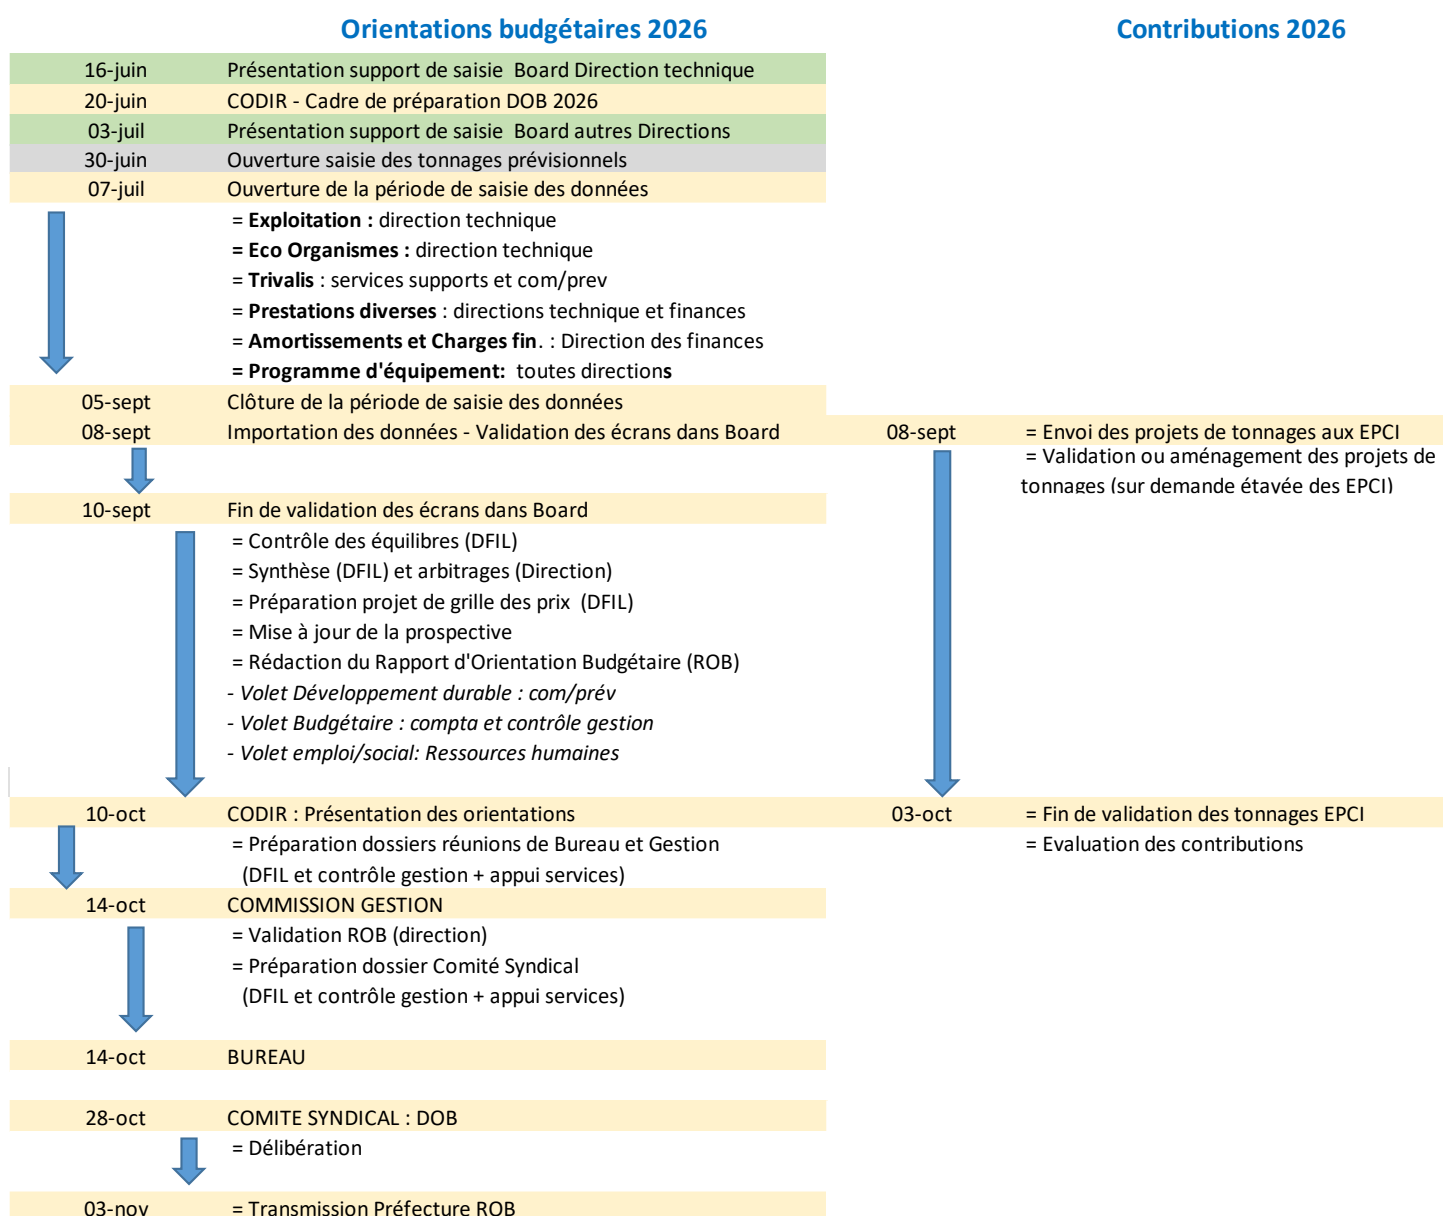 Orientations budgétaires 2026
Contributions 2026
16-juin Présentation support de saisie Board Direction technique
20-juin CODIR - Cadre de préparation DOB 2026
03-juil Présentation support de saisie Board autres Directions
30-juin Ouverture saisie des tonnages prévisionnels
07-juil Ouverture de la période de saisie des données
= Exploitation : direction technique
= Eco Organismes : direction technique
= Trivalis : services supports et com/prev
= Prestations diverses : directions technique et finances
= Amortissements et Charges fin. : Direction des finances
= Programme d'équipement: toutes directions
05-sept Clôture de la période de saisie des données
08-sept Importation des données - Validation des écrans dans Board
08-sept = Envoi des projets de tonnages aux EPCI
= Validation ou aménagement des projets de
tonnages (sur demande étayée des EPCI)
10-sept Fin de validation des écrans dans Board
= Contrôle des équilibres (DFIL)
= Synthèse (DFIL) et arbitrages (Direction)
= Préparation projet de grille des prix (DFIL)
= Mise à jour de la prospective
= Rédaction du Rapport d'Orientation Budgétaire (ROB)
- Volet Développement durable : com/prév
- Volet Budgétaire : compta et contrôle gestion
- Volet emploi/social: Ressources humaines
10-oct CODIR : Présentation des orientations
03-oct = Fin de validation des tonnages EPCI
= Préparation dossiers réunions de Bureau et Gestion
= Evaluation des contributions
(DFIL et contrôle gestion + appui services)
14-oct COMMISSION GESTION
= Validation ROB (direction)
= Préparation dossier Comité Syndical
(DFIL et contrôle gestion + appui services)
14-oct BUREAU
28-oct COMITE SYNDICAL : DOB
= Délibération
03-nov = Transmission Préfecture ROB